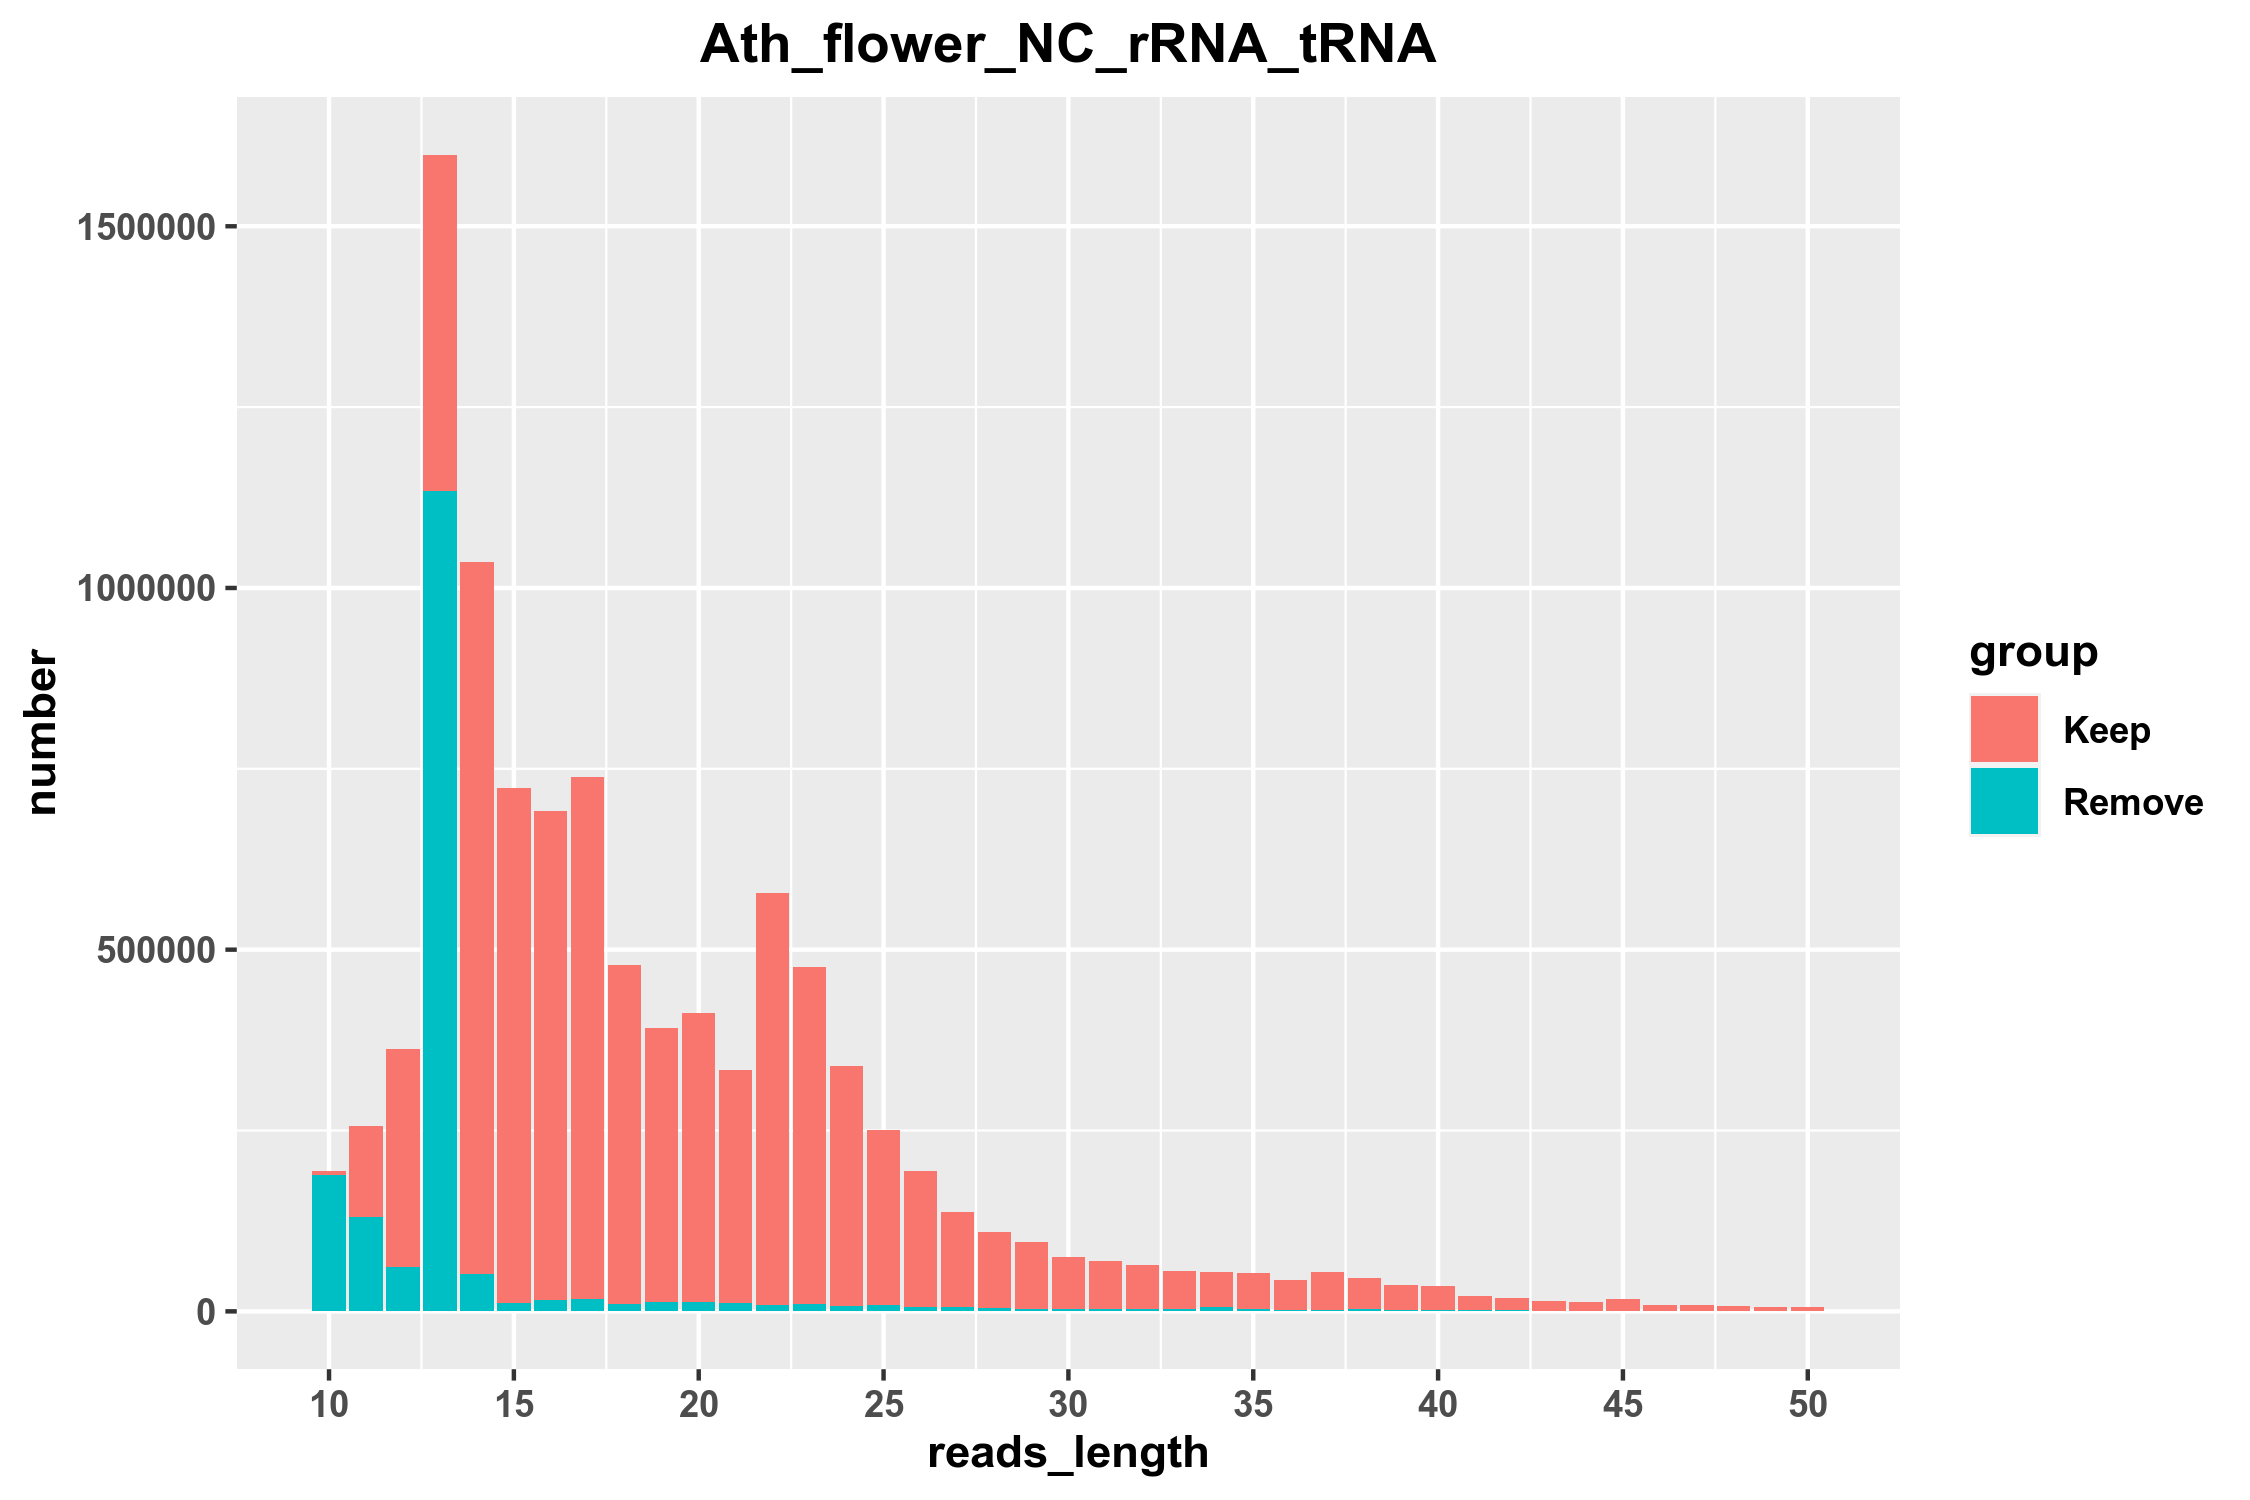 Ath_flower_NC_rRNA_tRNA
number
1500000
1000000
500000
0
10 15 20 25 30 35 40 45 50
reads_length
group
Keep
Remove